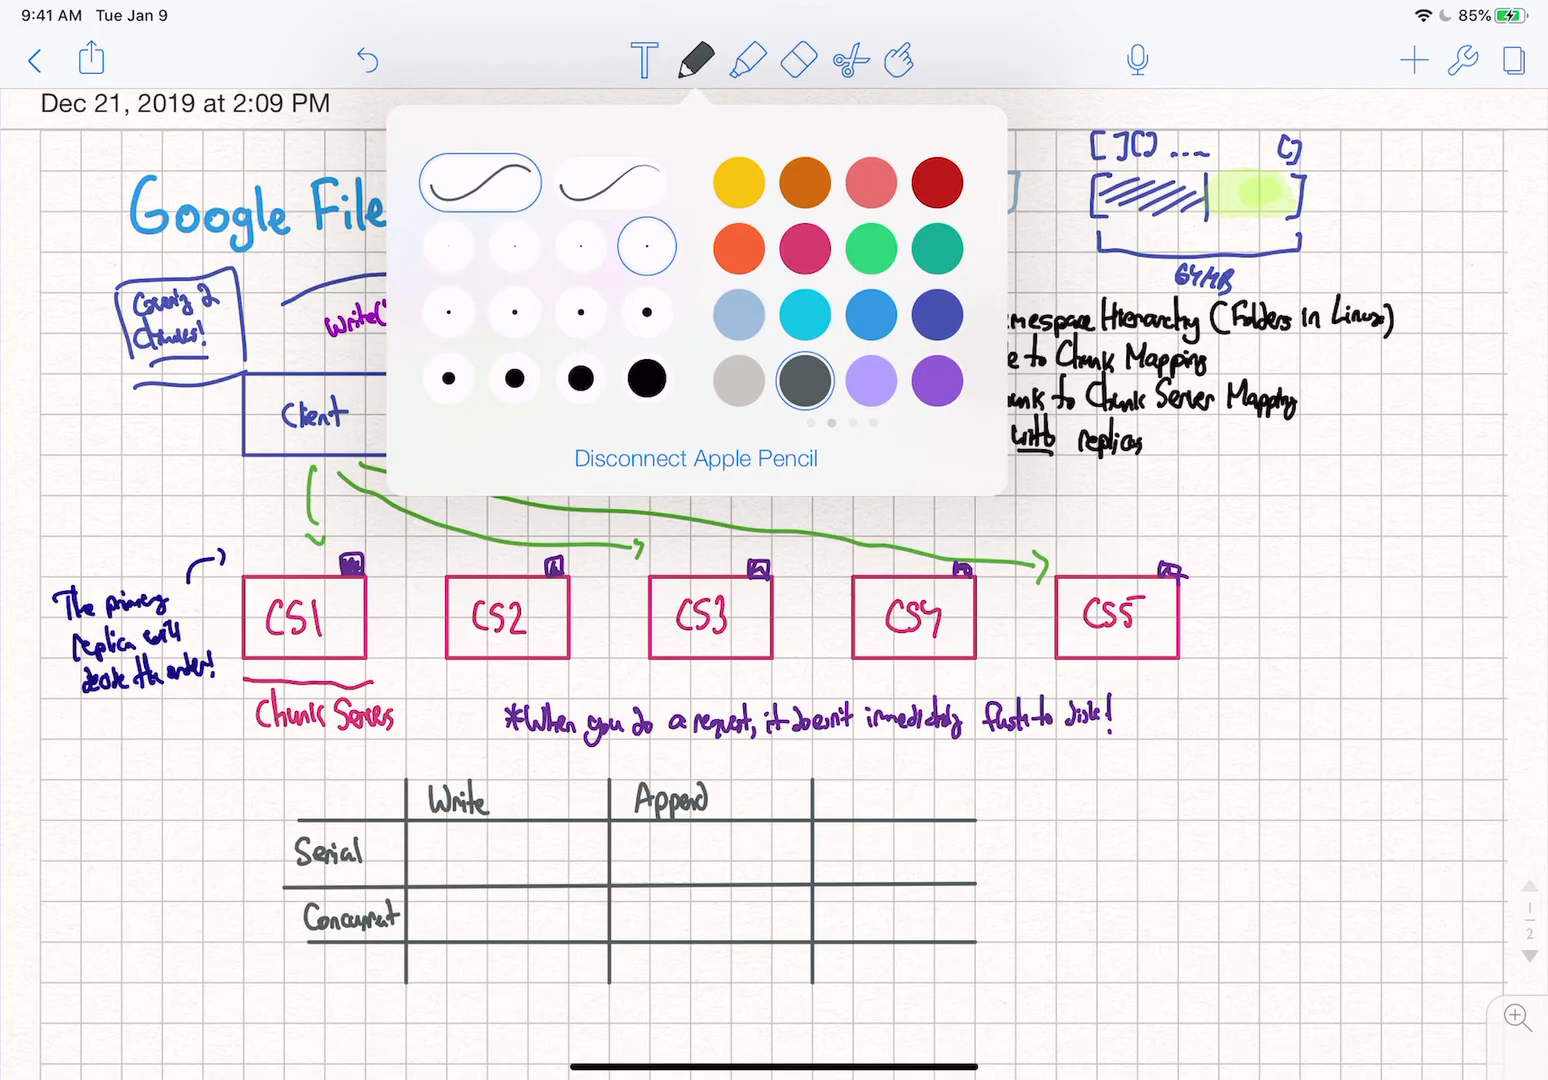 9:41 AM Tue Jan 9
85%
T
Dec 21, 2019 at 2:09 PM
[ ][] .... []
Google File
64MB
Write(
mespace Hierarchy (Folders in Linux)
e to Chunk Mapping
unk to Chunk Server Mapping
with replicas
Client
Disconnect Apple Pencil
The primary
replica will
decide the order!
CS1
CS2
CS3
CS4
CS5
Chunk Servers
*When you do a request, it doesn't immediately flush to disk!
Write
Append
Serial
Concurrent
1
2